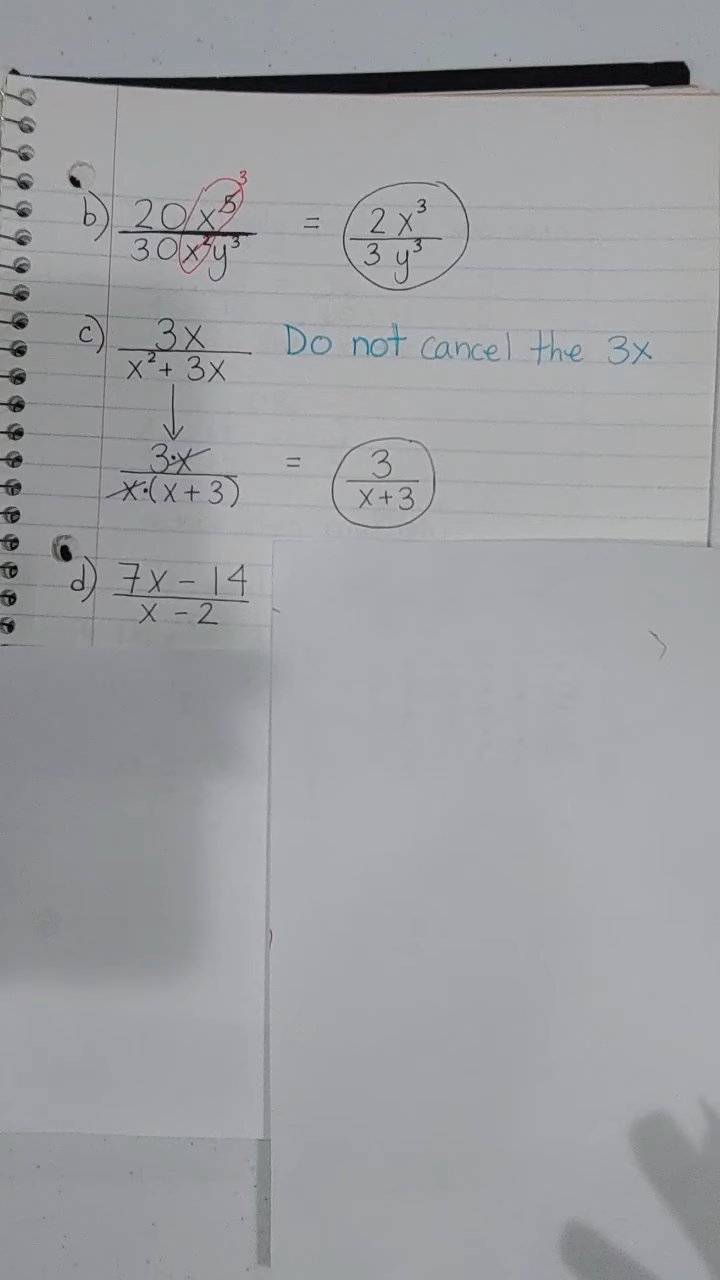 b) 20x⁵ ³ / 30x²y³ = 2x³ / 3y³
c) 3x / x² + 3x Do not cancel the 3x
3·x / x·(x + 3) = 3 / x+3
d) 7x − 14 / x − 2